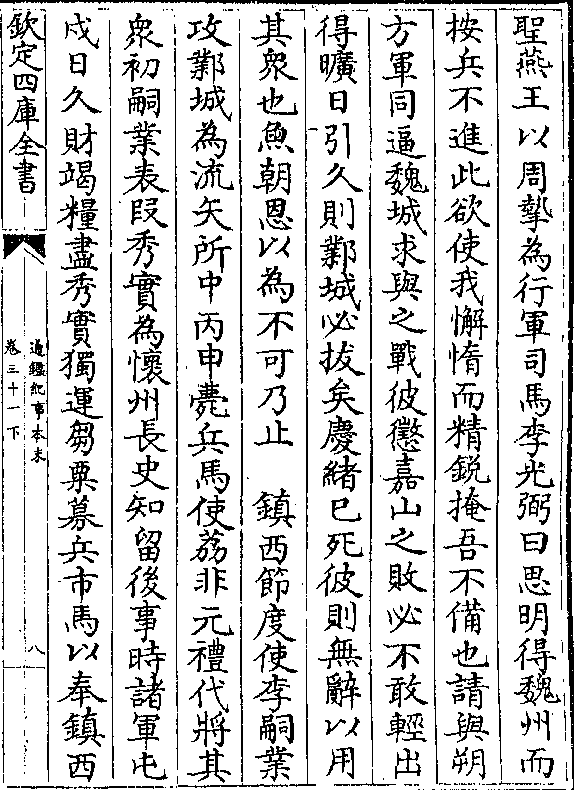 聖燕王以周摯為行軍司馬李光弼曰思明得魏州而
按兵不進此欲使我懈惰而精銳掩吾不備也請與朔
方軍同逼魏城求與之戰彼懲嘉山之敗必不敢輕出
得曠日引久則鄴城必拔矣慶緒已死彼則無辭以用
其衆也魚朝恩以為不可乃止　鎮西節度使李嗣業
攻鄴城為流矢所中丙申薨兵馬使荔非元禮代將其
衆初嗣業表段秀實為懷州長史知留後事時諸軍屯
戍日久財竭糧盡秀實獨運芻粟募兵市馬以奉鎮西
欽定四庫全書
通鑑紀事本末
卷三十一下
八